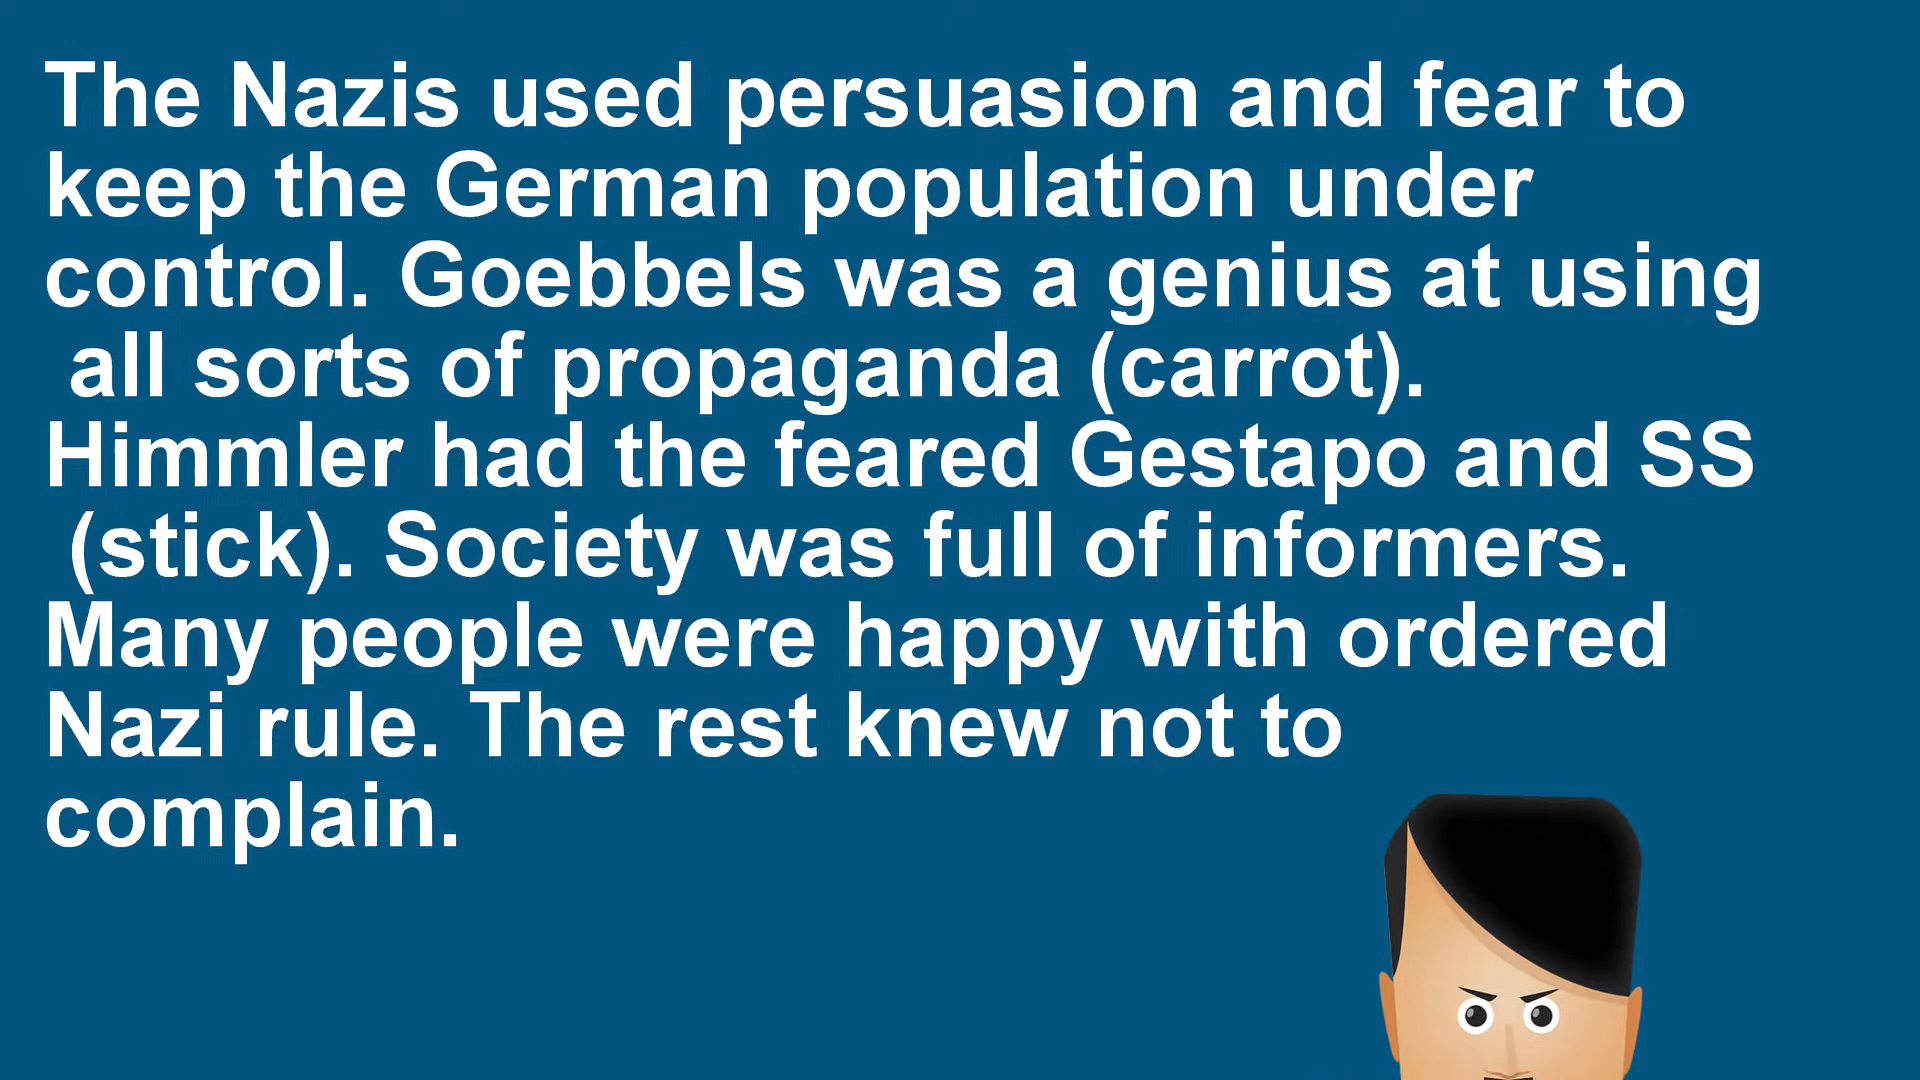 The Nazis used persuasion and fear to
keep the German population under
control. Goebbels was a genius at using
all sorts of propaganda (carrot).
Himmler had the feared Gestapo and SS
(stick). Society was full of informers.
Many people were happy with ordered
Nazi rule. The rest knew not to
complain.